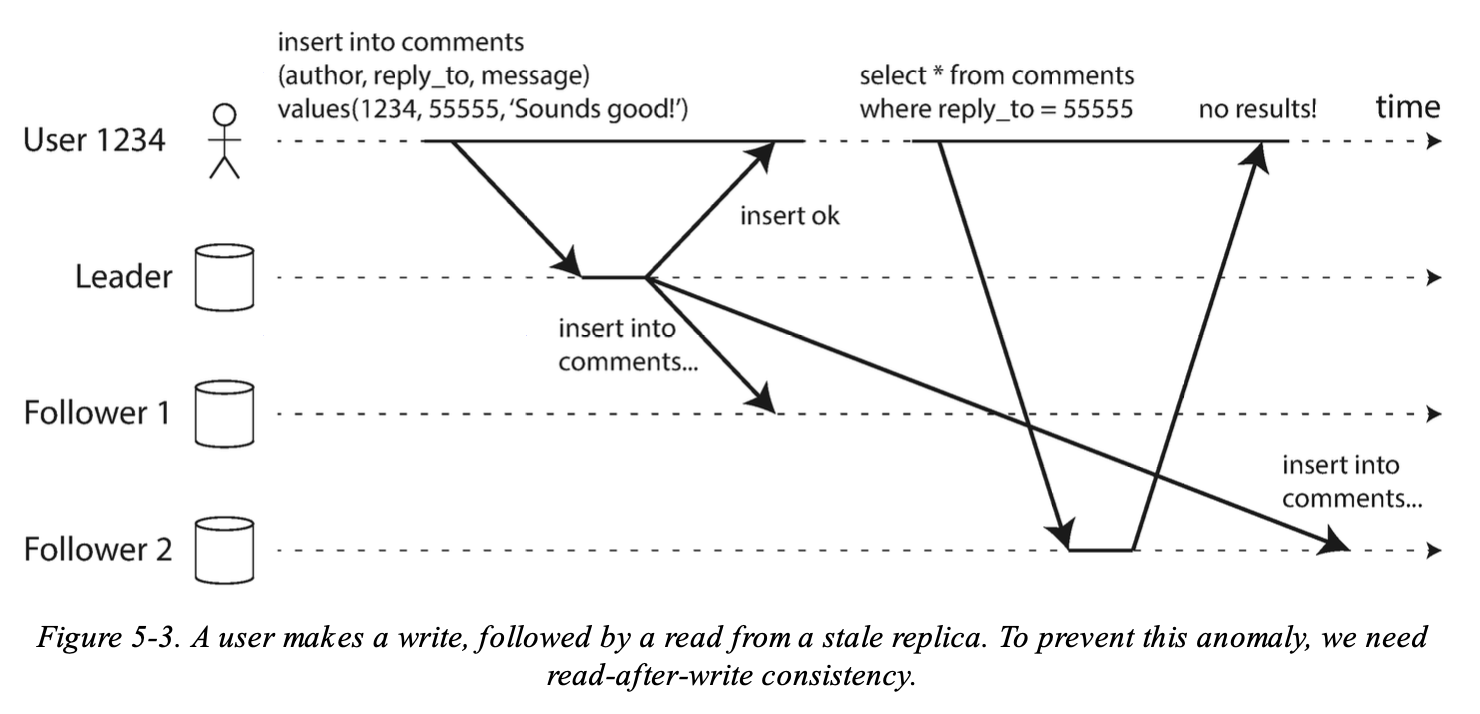 insert into comments
(author, reply_to, message)
values(1234, 55555, ‘Sounds good!’)
select * from comments
where reply_to = 55555
no results!
time
User 1234
insert ok
Leader
insert into
comments...
Follower 1
insert into
comments...
Follower 2
Figure 5-3. A user makes a write, followed by a read from a stale replica. To prevent this anomaly, we need
read-after-write consistency.